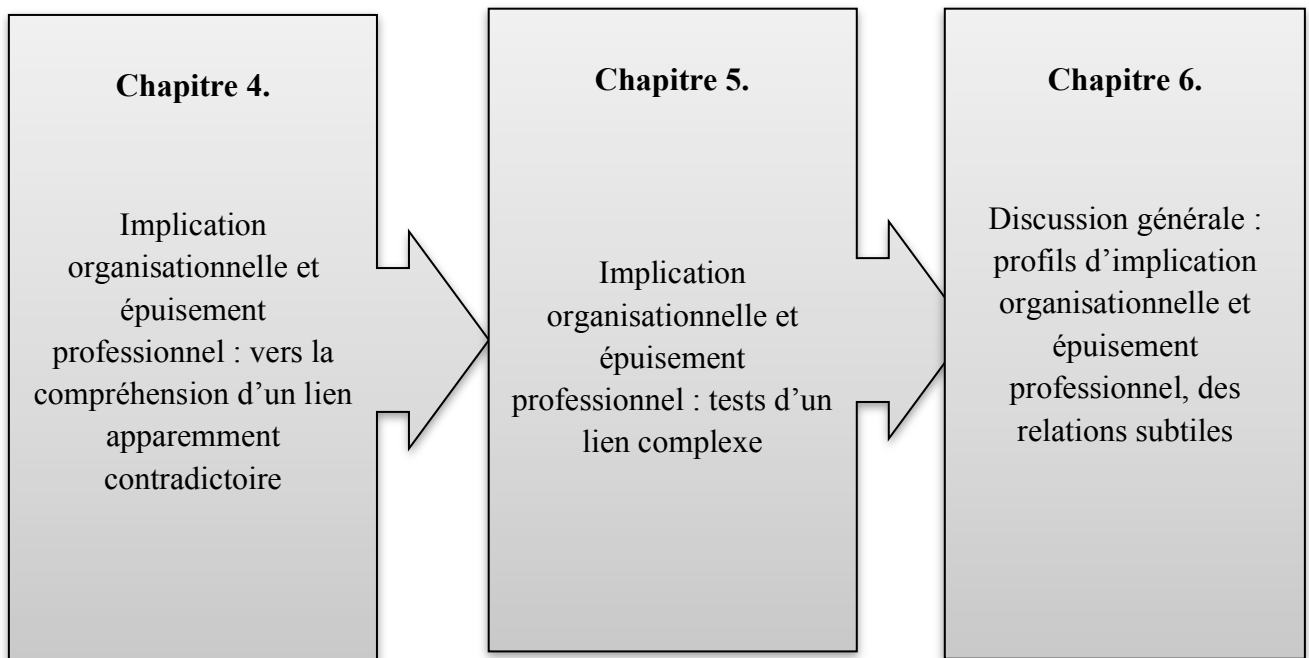 Chapitre 4.
Implication
organisationnelle et
épuisement
professionnel : vers la
compréhension d’un lien
apparemment
contradictoire
Chapitre 5.
Implication
organisationnelle et
épuisement
professionnel : tests d’un
lien complexe
Chapitre 6.
Discussion générale :
profils d’implication
organisationnelle et
épuisement
professionnel, des
relations subtiles